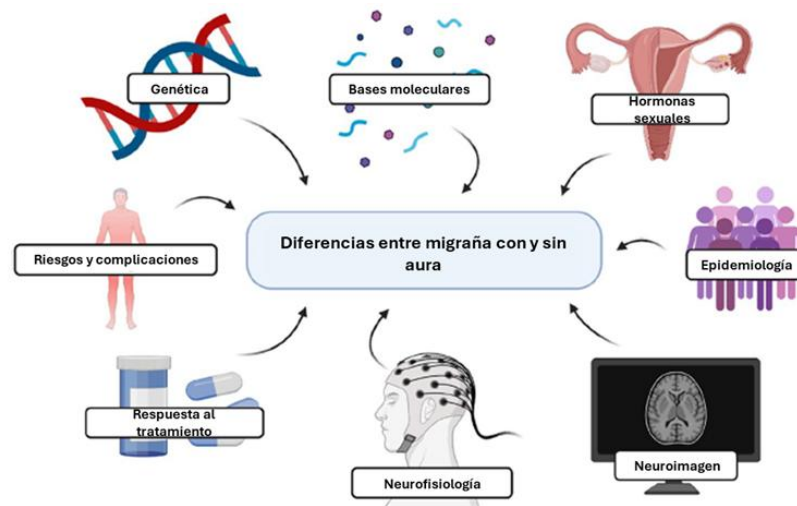 Genética
Bases moleculares
Hormonas
sexuales
Riesgos y complicaciones
Diferencias entre migraña con y sin
aura
Epidemiología
Respuesta al
tratamiento
Neurofisiología
Neuroimagen